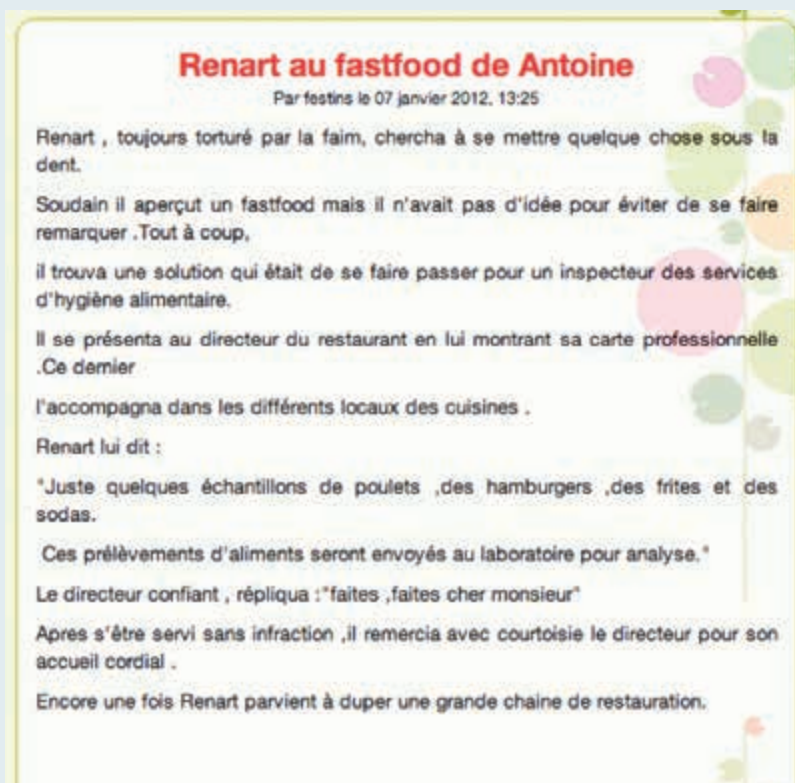 Renart au fastfood de Antoine
Par festins le 07 janvier 2012, 13:25
Renart , toujours torturé par la faim, chercha à se mettre quelque chose sous la
dent.
Soudain il aperçut un fastfood mais il n'avait pas d'idée pour éviter de se faire
remarquer .Tout à coup,
il trouva une solution qui était de se faire passer pour un inspecteur des services
d'hygiène alimentaire.
Il se présenta au directeur du restaurant en lui montrant sa carte professionnelle
.Ce dernier
l'accompagna dans les différents locaux des cuisines .
Renart lui dit :
"Juste quelques échantillons de poulets ,des hamburgers ,des frites et des
sodas.
Ces prélèvements d'aliments seront envoyés au laboratoire pour analyse."
Le directeur confiant , répliqua :"faites ,faites cher monsieur"
Apres s'être servi sans infraction ,il remercia avec courtoisie le directeur pour son
accueil cordial .
Encore une fois Renart parvient à duper une grande chaine de restauration.